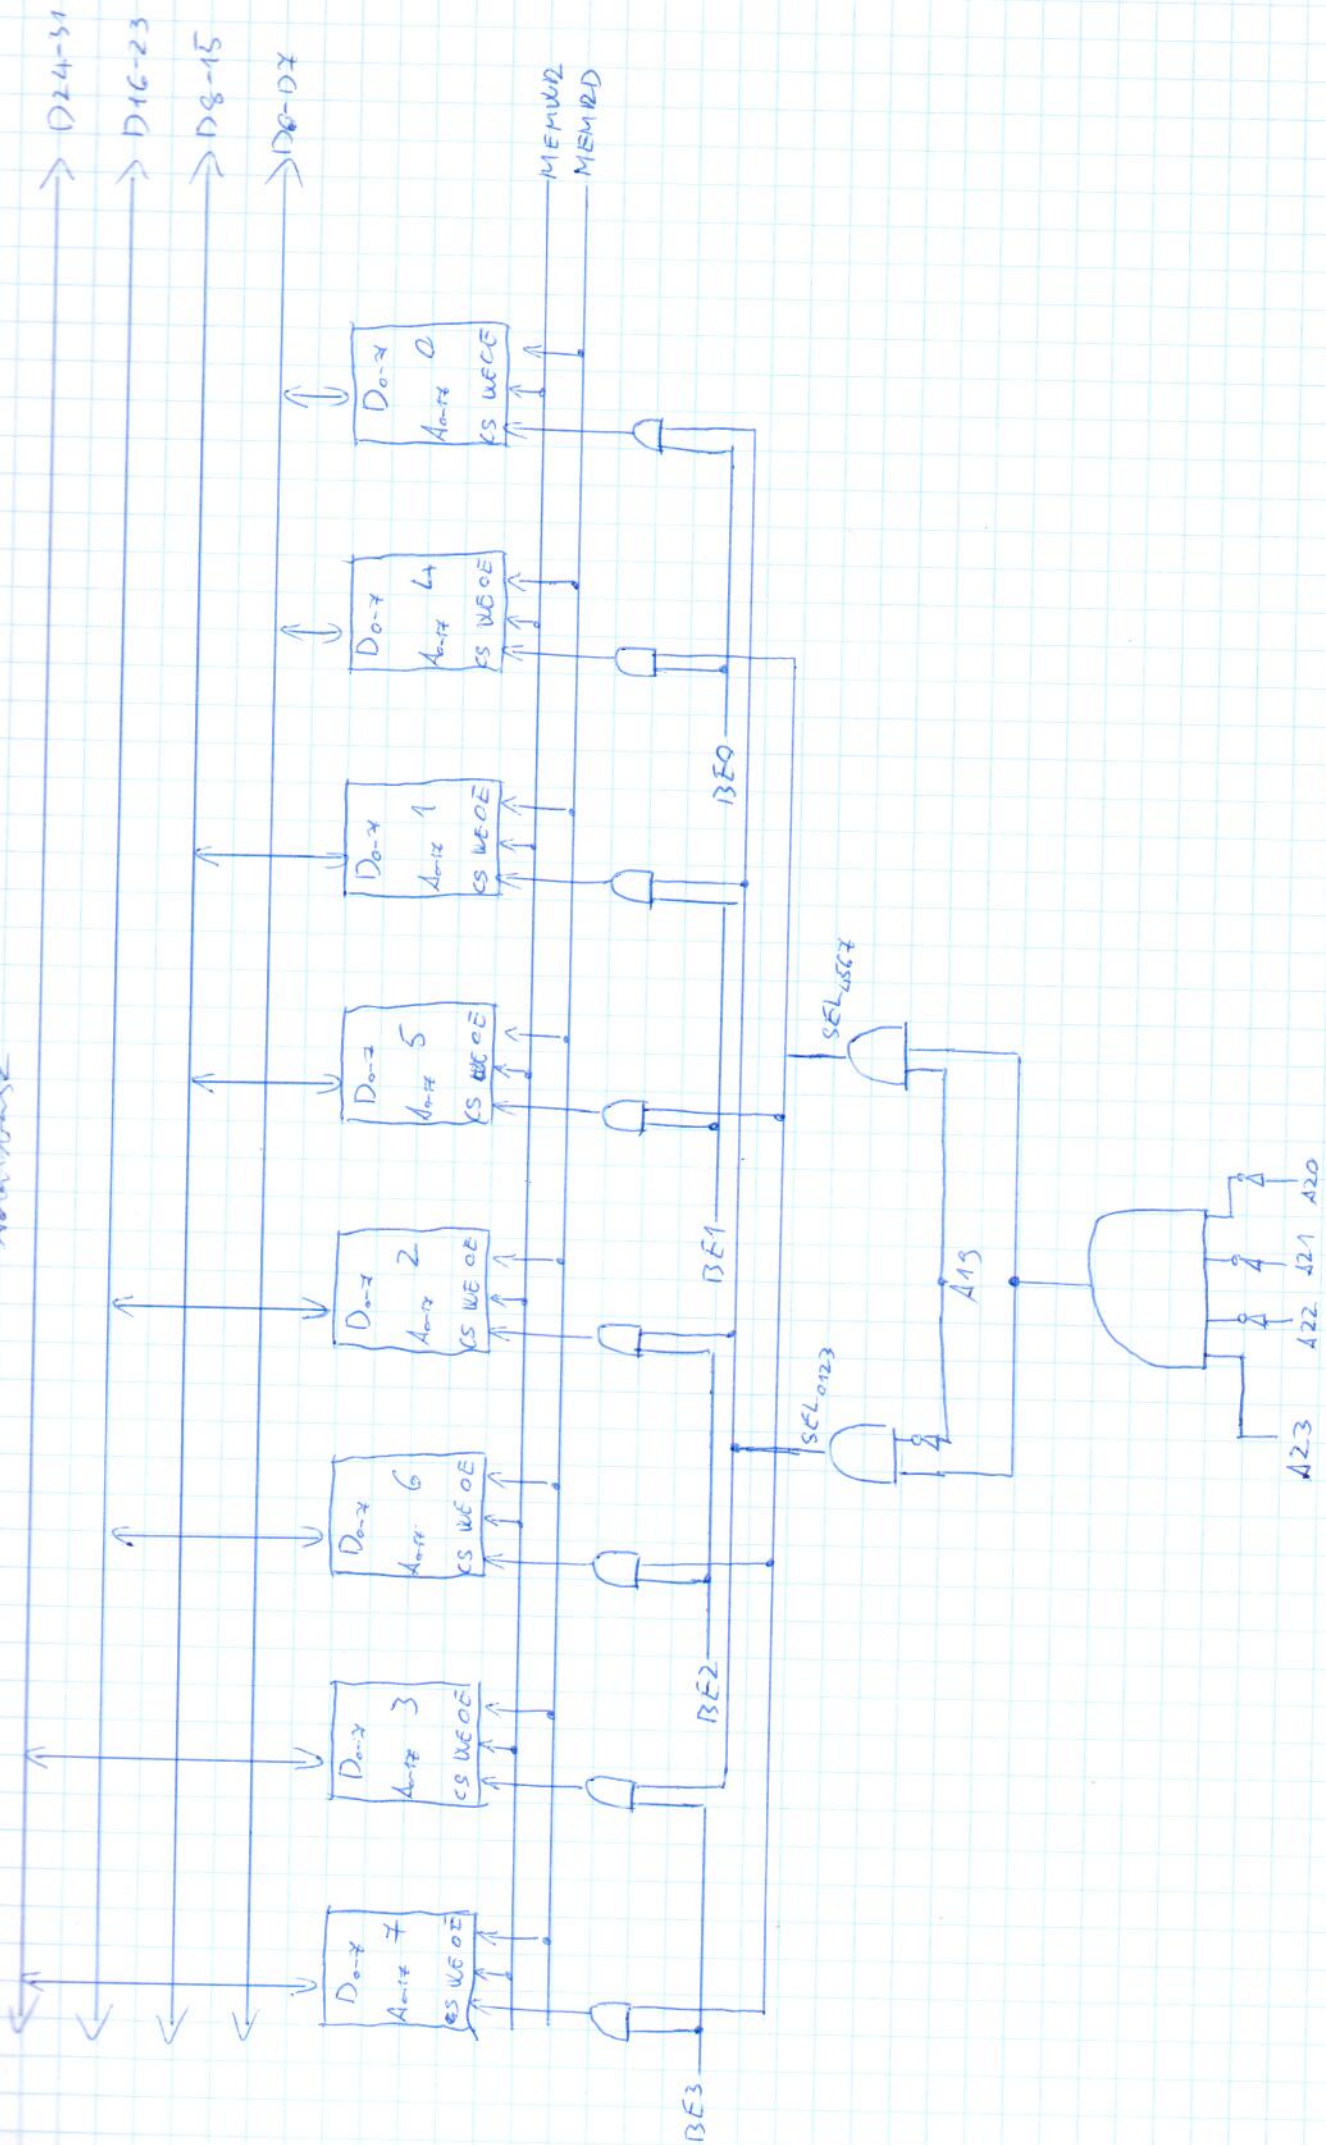 D24-31
D16-23
D8-15
D0-D7
MEMWR
MEMRD
D0-7
A0-17 7
CS WE OE
D0-7
A0-17 3
CS WE OE
D0-7
A0-17 6
CS WE OE
D0-7
A0-17 2
CS WE OE
D0-7
A0-17 5
CS WE OE
D0-7
A0-17 1
CS WE OE
D0-7
A0-17 4
CS WE OE
D0-7
A0-17 0
CS WE OE
BE3
BE2
BE1
BE0
SEL0123
SEL4567
A19
A23
A22
A21
A20